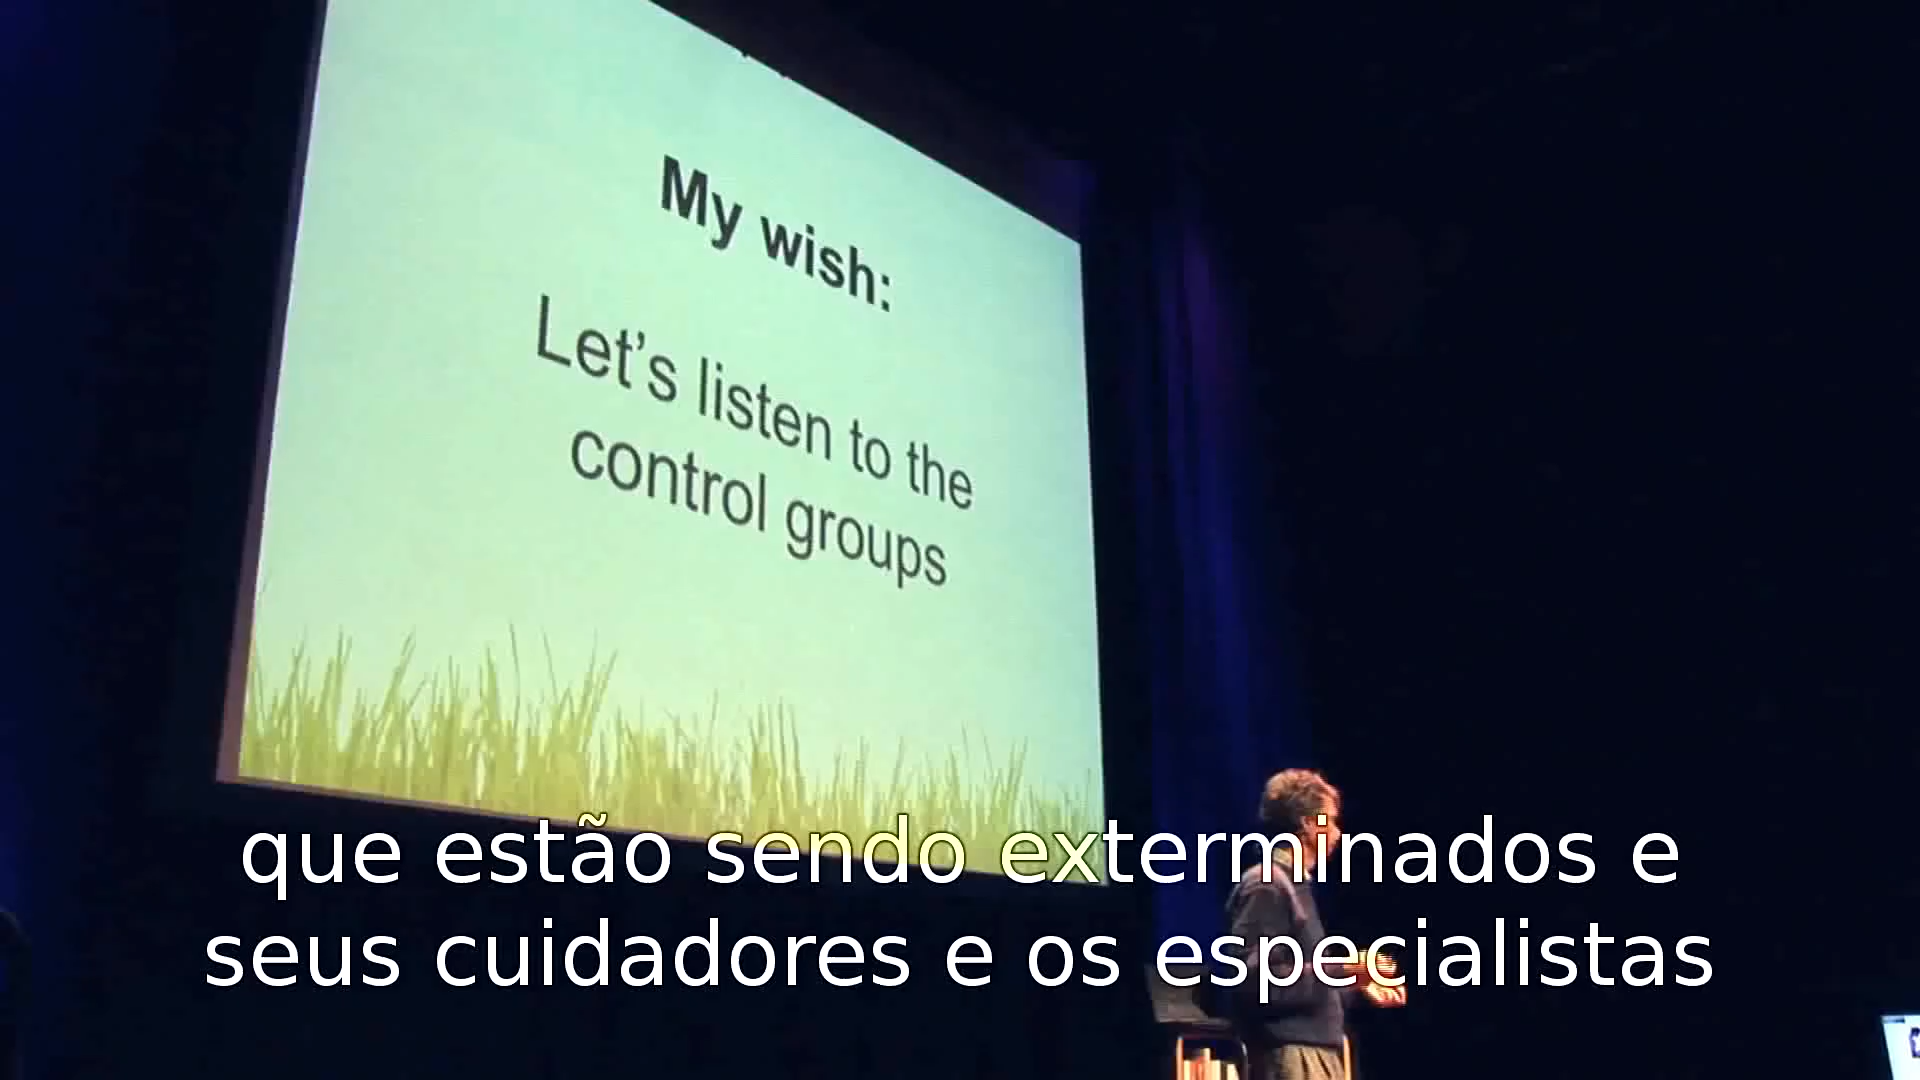 My wish:
Let's listen to the
control groups
que estão sendo exterminados e
seus cuidadores e os especialistas